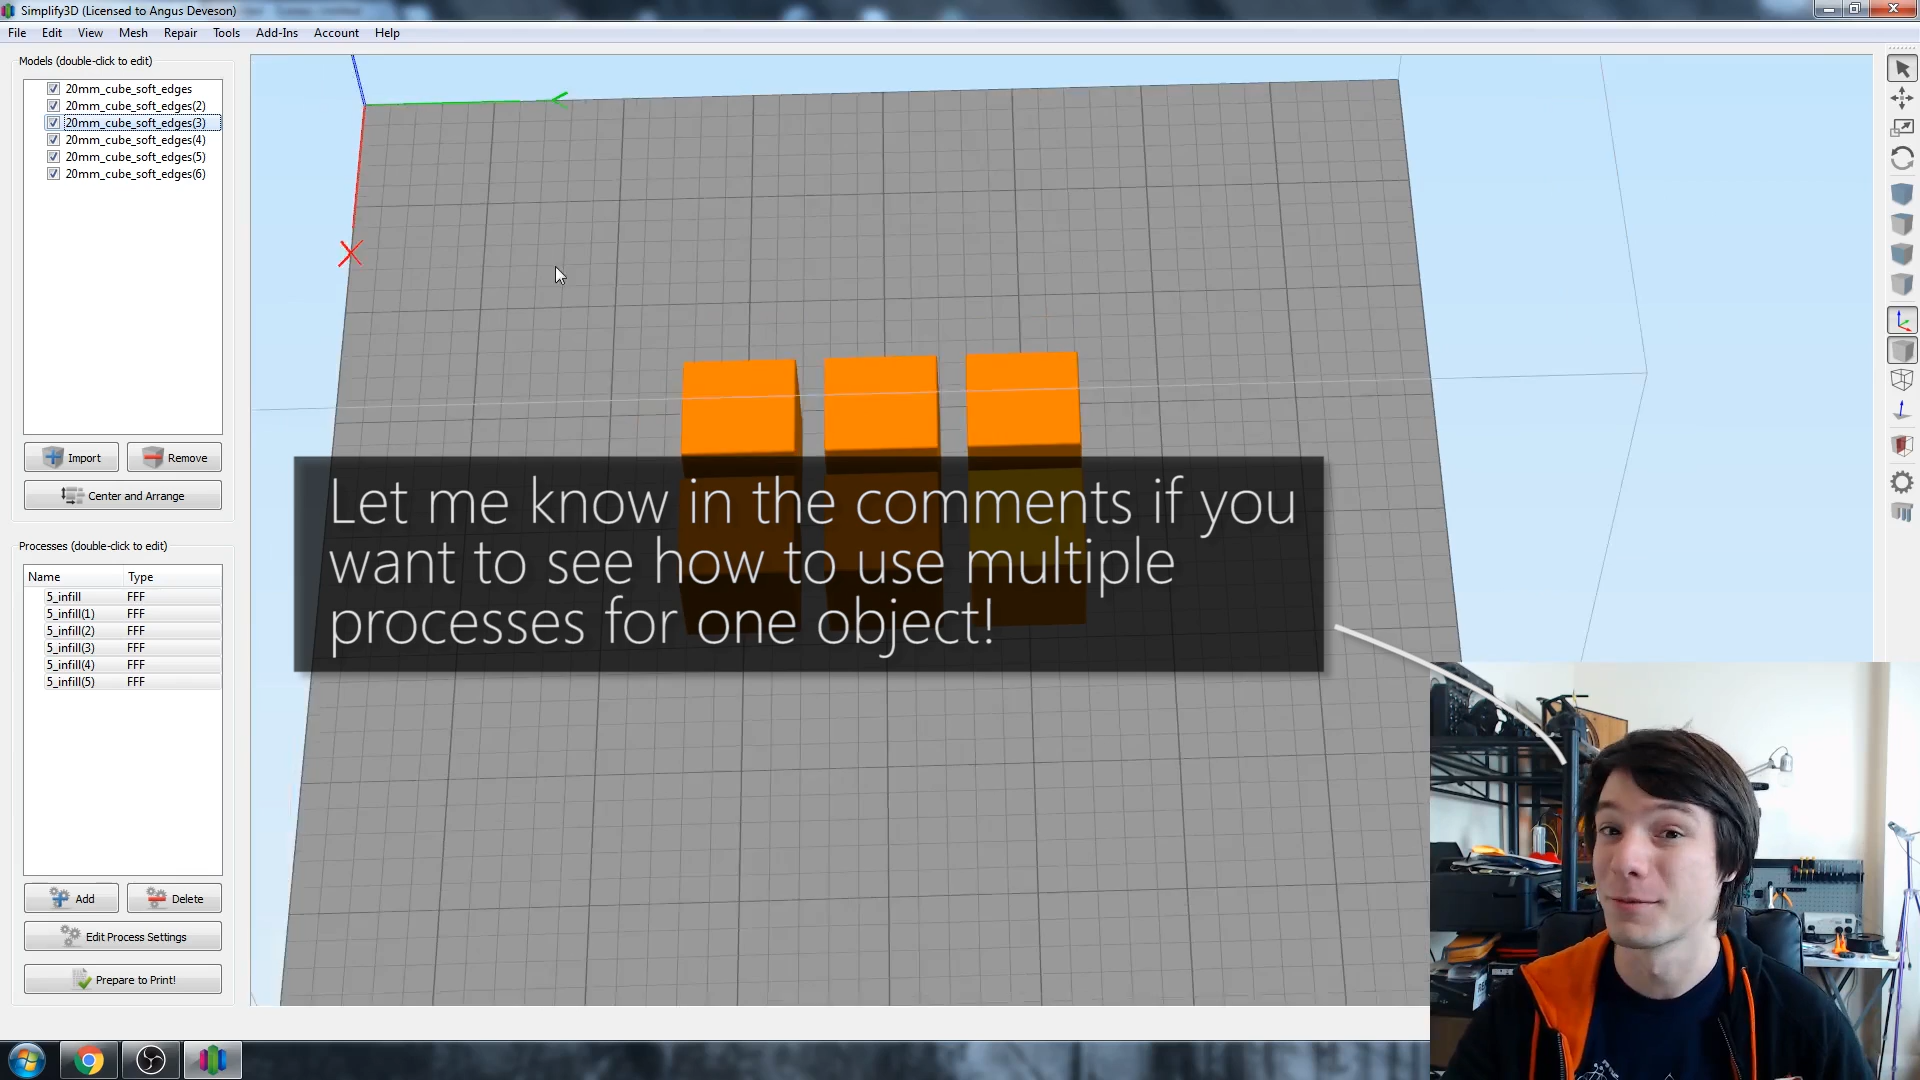 Simplify3D (Licensed to Angus Deveson)
File Edit View Mesh Repair Tools Add-Ins Account Help
Models (double-click to edit)
20mm_cube_soft_edges
20mm_cube_soft_edges(2)
20mm_cube_soft_edges(3)
20mm_cube_soft_edges(4)
20mm_cube_soft_edges(5)
20mm_cube_soft_edges(6)
Import Remove
Center and Arrange
Let me know in the comments if you
want to see how to use multiple
processes for one object!
Processes (double-click to edit)
Name Type
5_infill FFF
5_infill(1) FFF
5_infill(2) FFF
5_infill(3) FFF
5_infill(4) FFF
5_infill(5) FFF
Add Delete
Edit Process Settings
Prepare to Print!